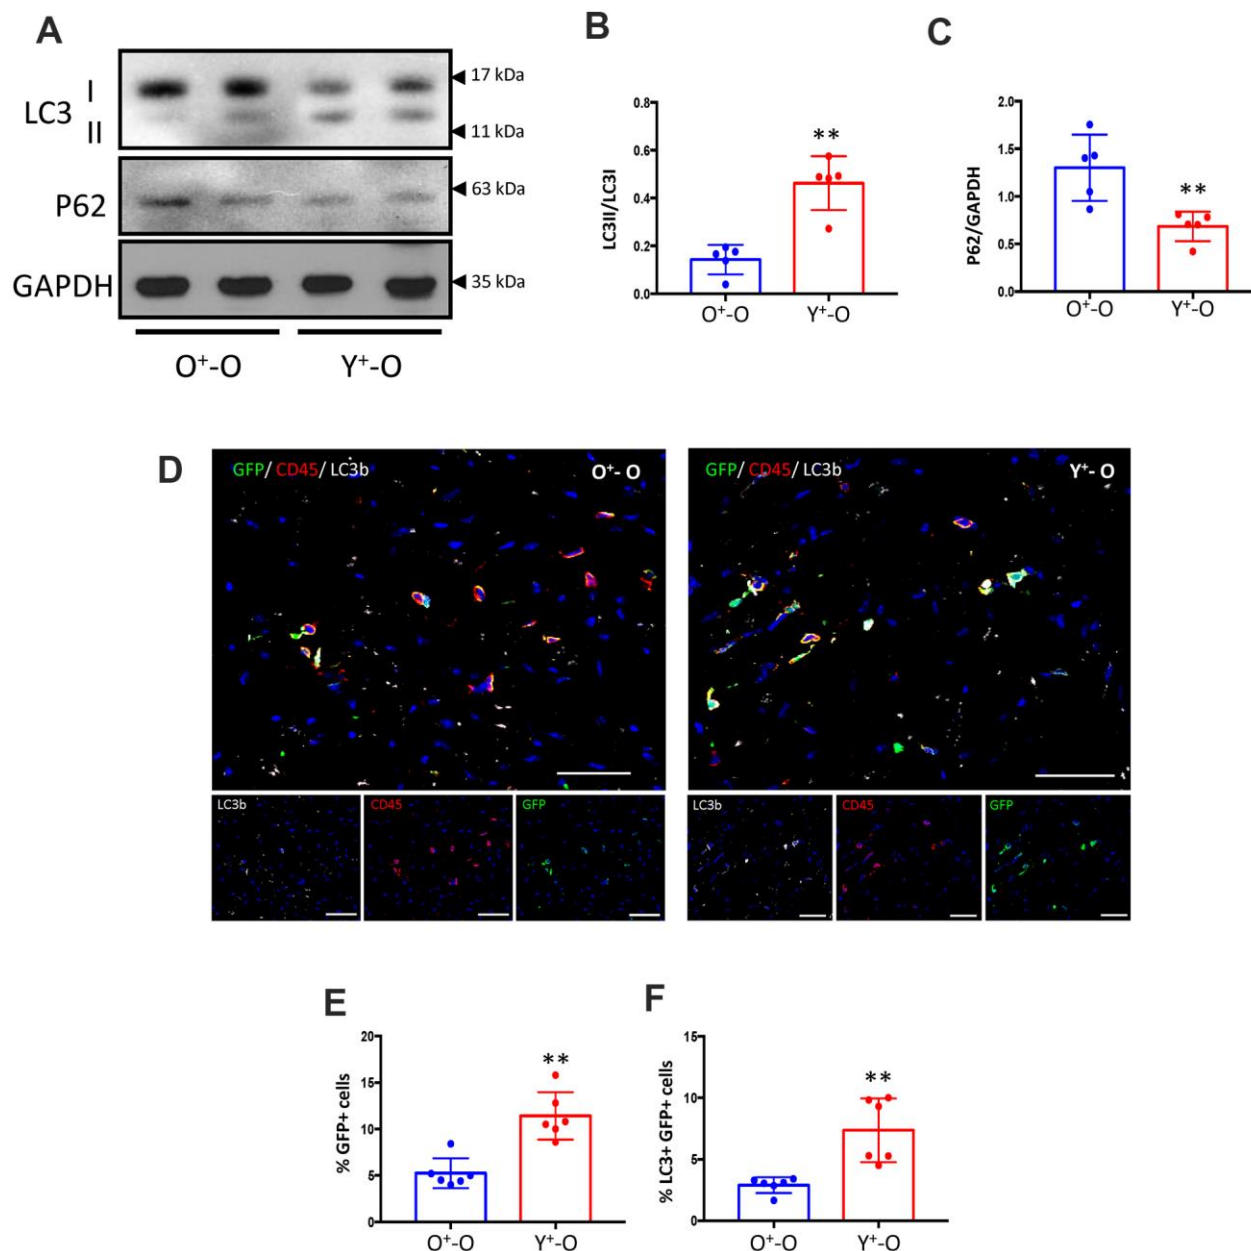 A
LC3
I
II
17 kDa
11 kDa
P62
63 kDa
GAPDH
35 kDa
O⁺-O
Y⁺-O
B
LC3II/LC3I
0.8
0.6
0.4
0.2
0.0
**
O⁺-O
Y⁺-O
C
P62/GAPDH
2.0
1.5
1.0
0.5
0.0
**
O⁺-O
Y⁺-O
D
GFP/ CD45/ LC3b
O⁺- O
GFP/ CD45/ LC3b
Y⁺- O
LC3b
CD45
GFP
LC3b
CD45
GFP
E
% GFP+ cells
20
15
10
5
0
**
O⁺-O
Y⁺-O
F
% LC3+ GFP+ cells
15
10
5
0
**
O⁺-O
Y⁺-O